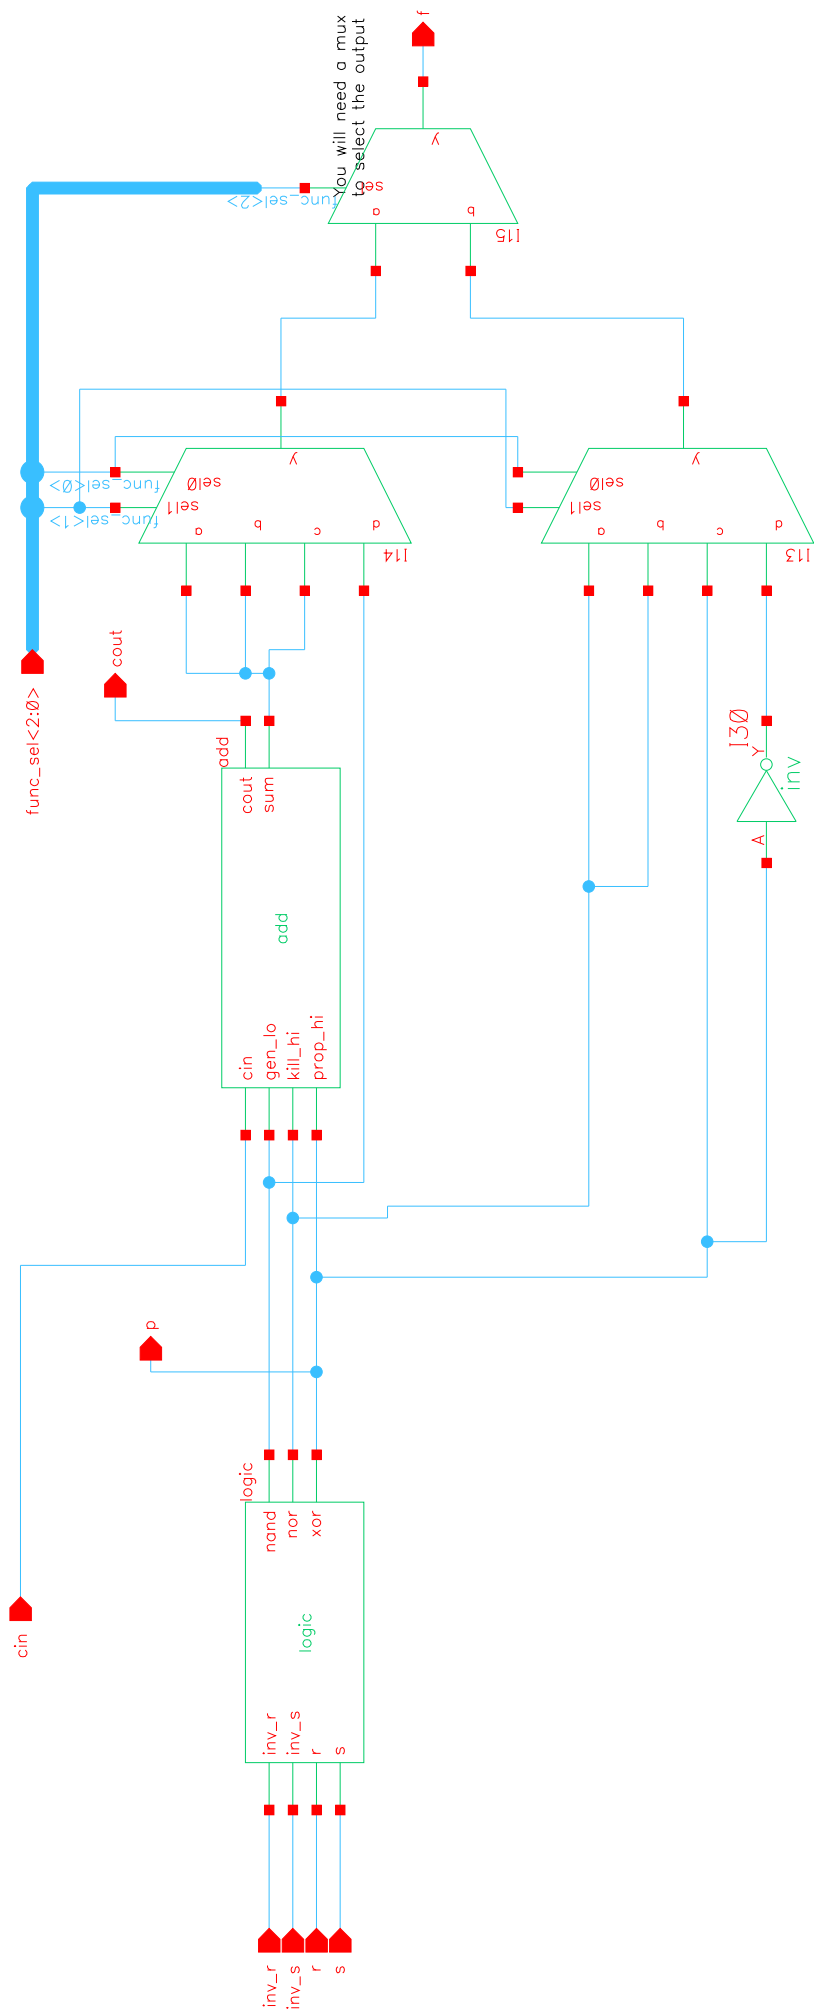 f
You will need a mux
to select the output
y
sel
func_sel<2>
a
b
I15
y
sel0
func_sel<0>
sel1
func_sel<1>
a
b
c
d
I14
y
sel0
sel1
a
b
c
d
I13
cout
func_sel<2:0>
add
cout
sum
add
cin
gen_lo
kill_hi
prop_hi
I30
Y
inv
A
p
logic
nand
nor
xor
logic
inv_r
inv_s
r
s
cin
inv_r
inv_s
r
s